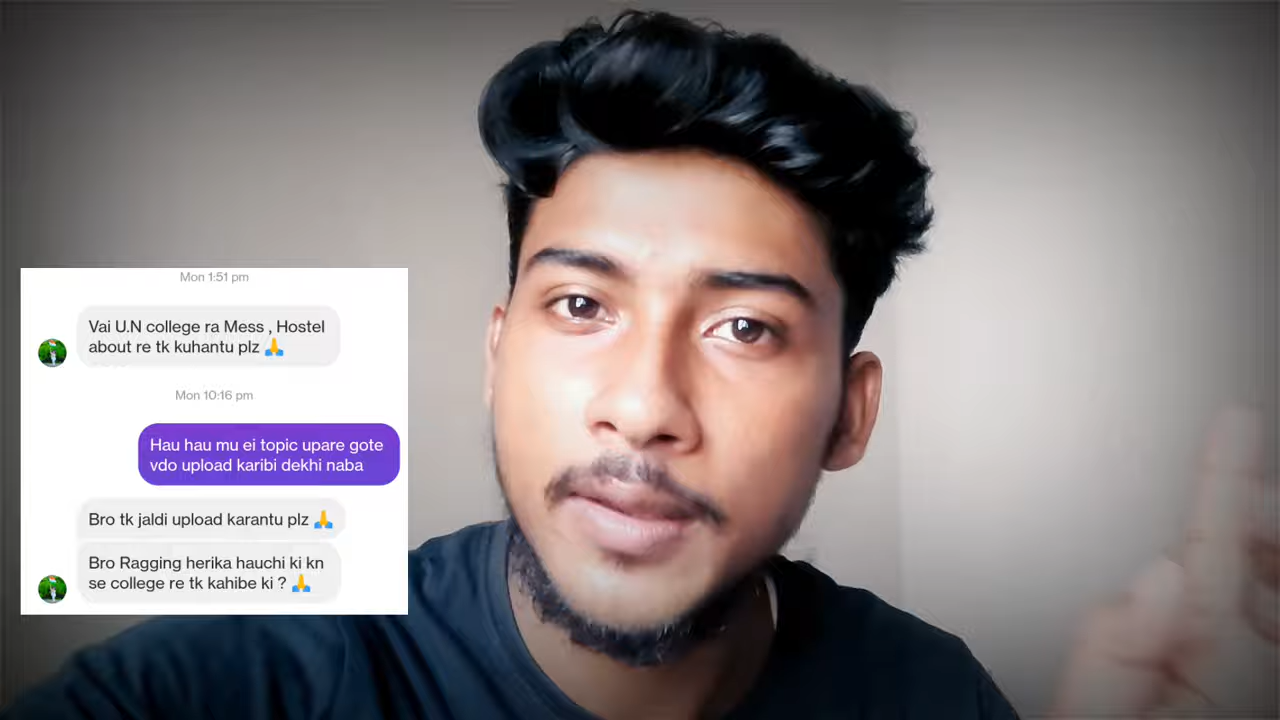 Mon 1:51 pm
Vai U.N college ra Mess , Hostel
about re tk kuhantu plz 🙏
Mon 10:16 pm
Hau hau mu ei topic upare gote
vdo upload karibi dekhi naba
Bro tk jaldi upload karantu plz 🙏
Bro Ragging herika hauchi ki kn
se college re tk kahibe ki ? 🙏